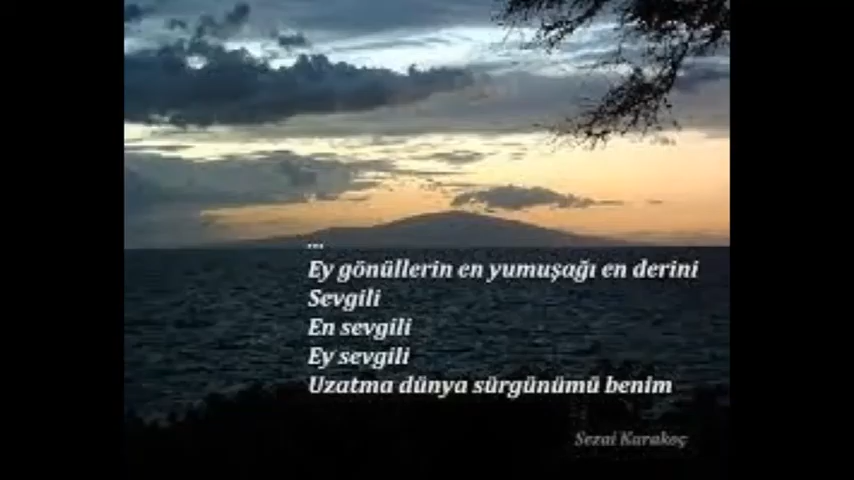 ...
Ey gönüllerin en yumuşağı en derini
Sevgili
En sevgili
Ey sevgili
Uzatma dünya sürgünümü benim
Sezai Karakoç